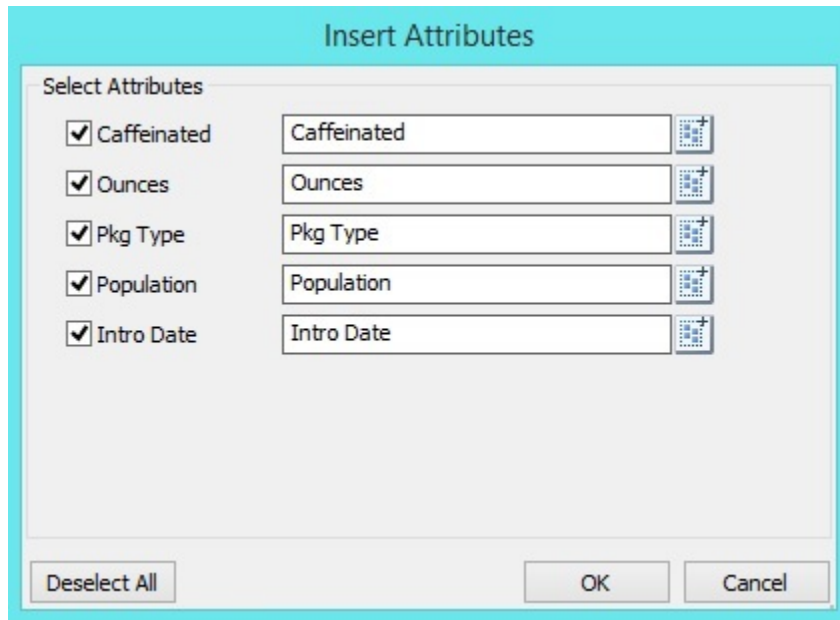 Insert Attributes
Select Attributes
Caffeinated Caffeinated
Ounces Ounces
Pkg Type Pkg Type
Population Population
Intro Date Intro Date
Deselect All OK Cancel